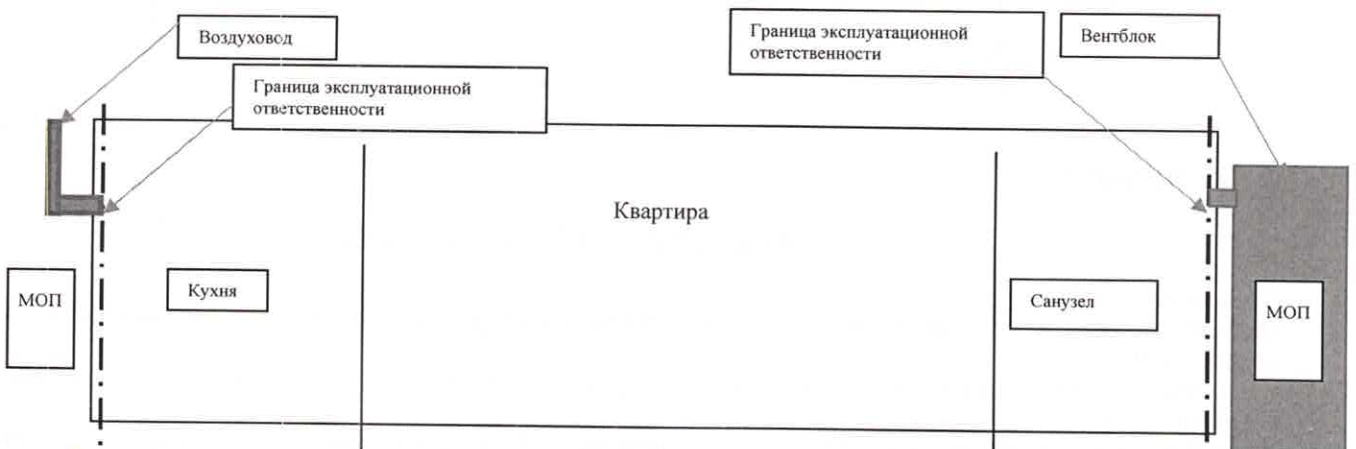 Воздуховод
Граница эксплуатационной
ответственности
Граница эксплуатационной
ответственности
Вентблок
Квартира
МОП
Кухня
Санузел
МОП